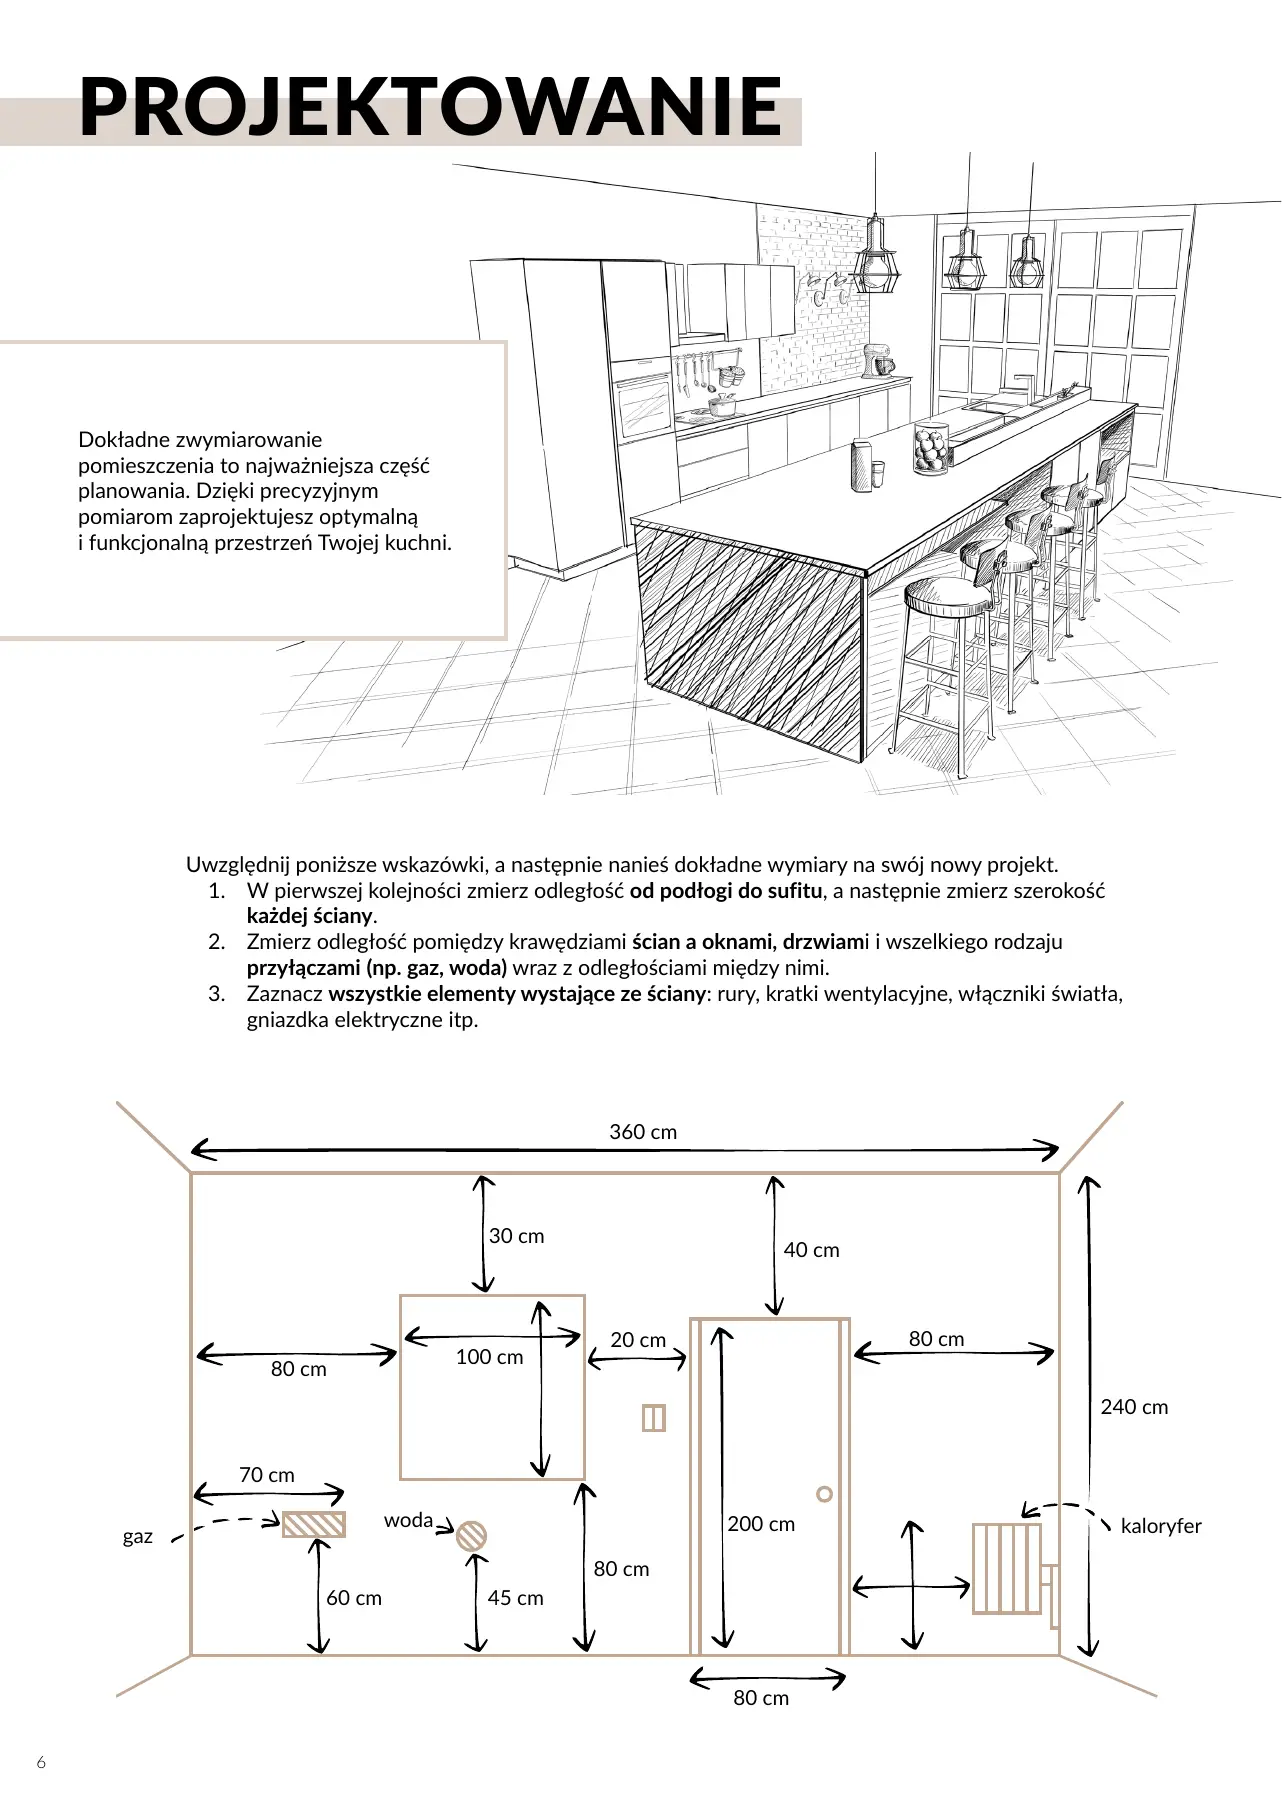 PROJEKTOWANIE
Dokładne zwymiarowanie
pomieszczenia to najważniejsza część
planowania. Dzięki precyzyjnym
pomiarom zaprojektujesz optymalną
i funkcjonalną przestrzeń Twojej kuchni.
Uwzględnij poniższe wskazówki, a następnie nanieś dokładne wymiary na swój nowy projekt.
1. W pierwszej kolejności zmierz odległość od podłogi do sufitu, a następnie zmierz szerokość
każdej ściany.
2. Zmierz odległość pomiędzy krawędziami ścian a oknami, drzwiami i wszelkiego rodzaju
przyłączami (np. gaz, woda) wraz z odległościami między nimi.
3. Zaznacz wszystkie elementy wystające ze ściany: rury, kratki wentylacyjne, włączniki światła,
gniazdka elektryczne itp.
360 cm
30 cm
40 cm
20 cm
80 cm
100 cm
80 cm
240 cm
70 cm
woda
200 cm
kaloryfer
gaz
80 cm
60 cm
45 cm
80 cm
6